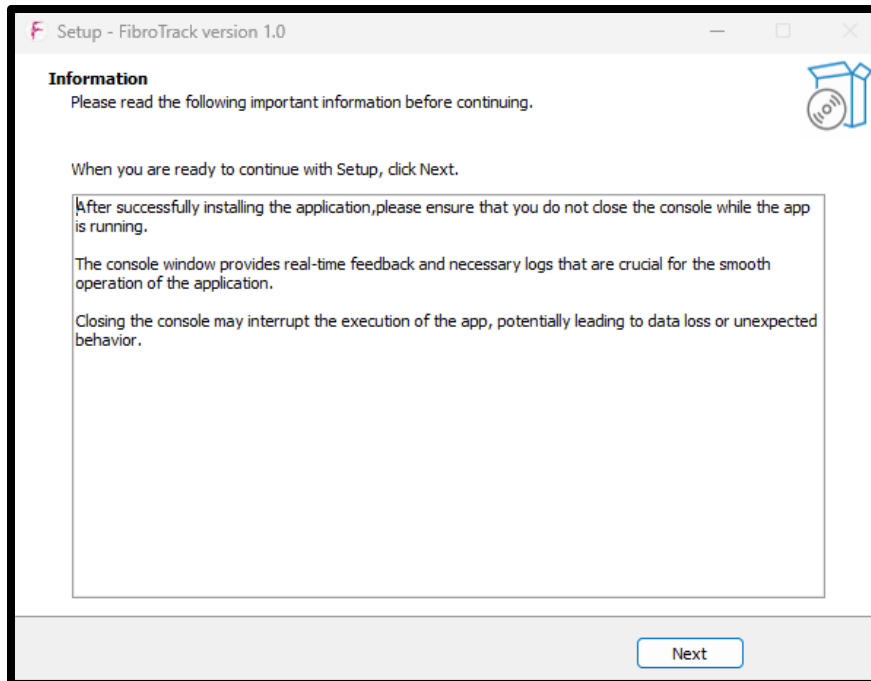 Setup - FibroTrack version 1.0
Information
Please read the following important information before continuing.
When you are ready to continue with Setup, click Next.
After successfully installing the application,please ensure that you do not close the console while the app
is running.
The console window provides real-time feedback and necessary logs that are crucial for the smooth
operation of the application.
Closing the console may interrupt the execution of the app, potentially leading to data loss or unexpected
behavior.
Next